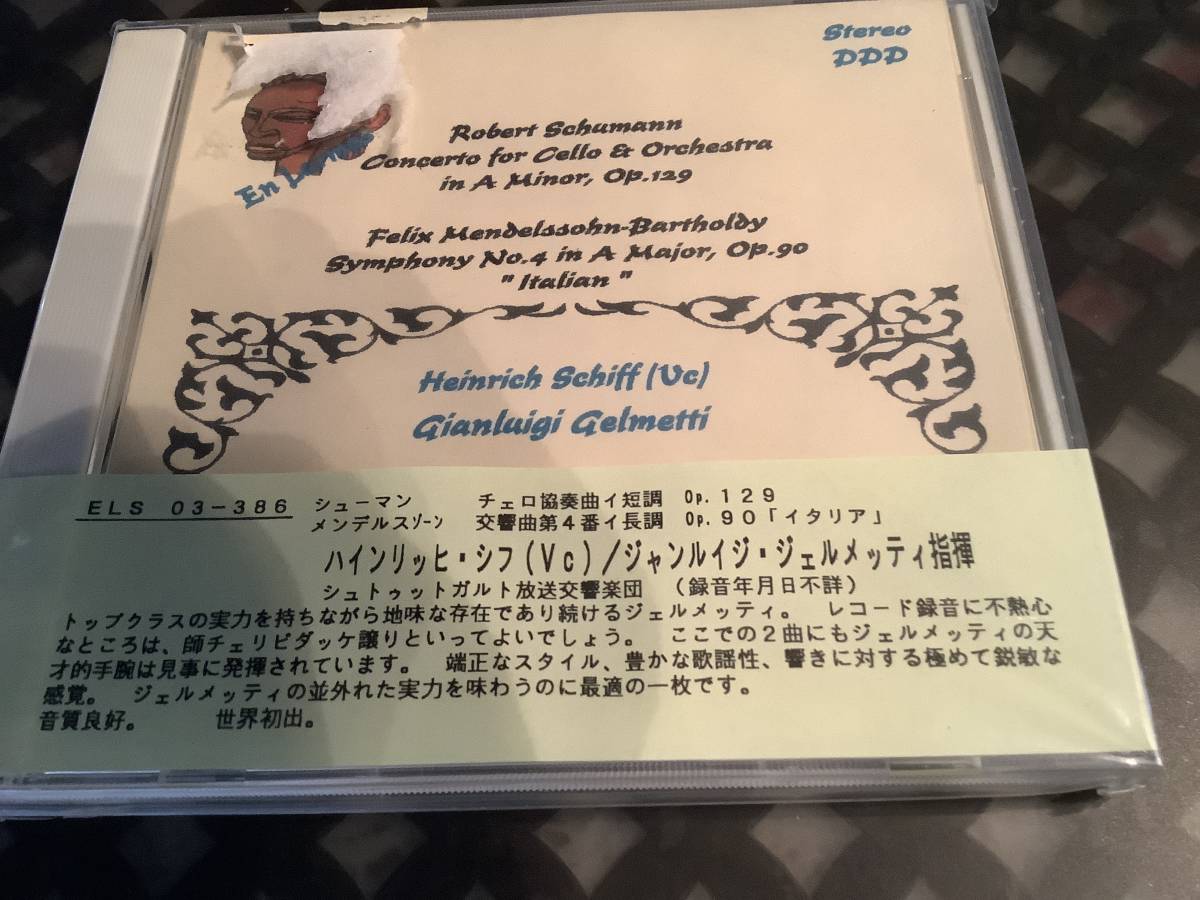 Stereo
DDD
En
Robert Schumann
Concerto for Cello & Orchestra
in A Minor, Op.129
Felix Mendelssohn-Bartholdy
Symphony No.4 in A Major, Op.90
" Italian "
Heinrich Schiff (Vc)
Gianluigi Gelmetti
ELS 03-386 シューマン チェロ協奏曲イ短調 Op.129
メンデルスゾーン 交響曲第4番イ長調 Op.90「イタリア」
ハインリッヒ・シフ(Vc)/ジャンルイジ・ジェルメッティ指揮
シュトゥットガルト放送交響楽団 (録音年月日不詳)
トップクラスの実力を持ちながら地味な存在であり続けるジェルメッティ。 レコード録音に不熱心
なところは、師チェリビダッケ譲りといってよいでしょう。 ここでの2曲にもジェルメッティの天
才的手腕は見事に発揮されています。 端正なスタイル、豊かな歌謡性、響きに対する極めて鋭敏な
感覚。 ジェルメッティの並外れた実力を味わうのに最適の一枚です。
音質良好。 世界初出。